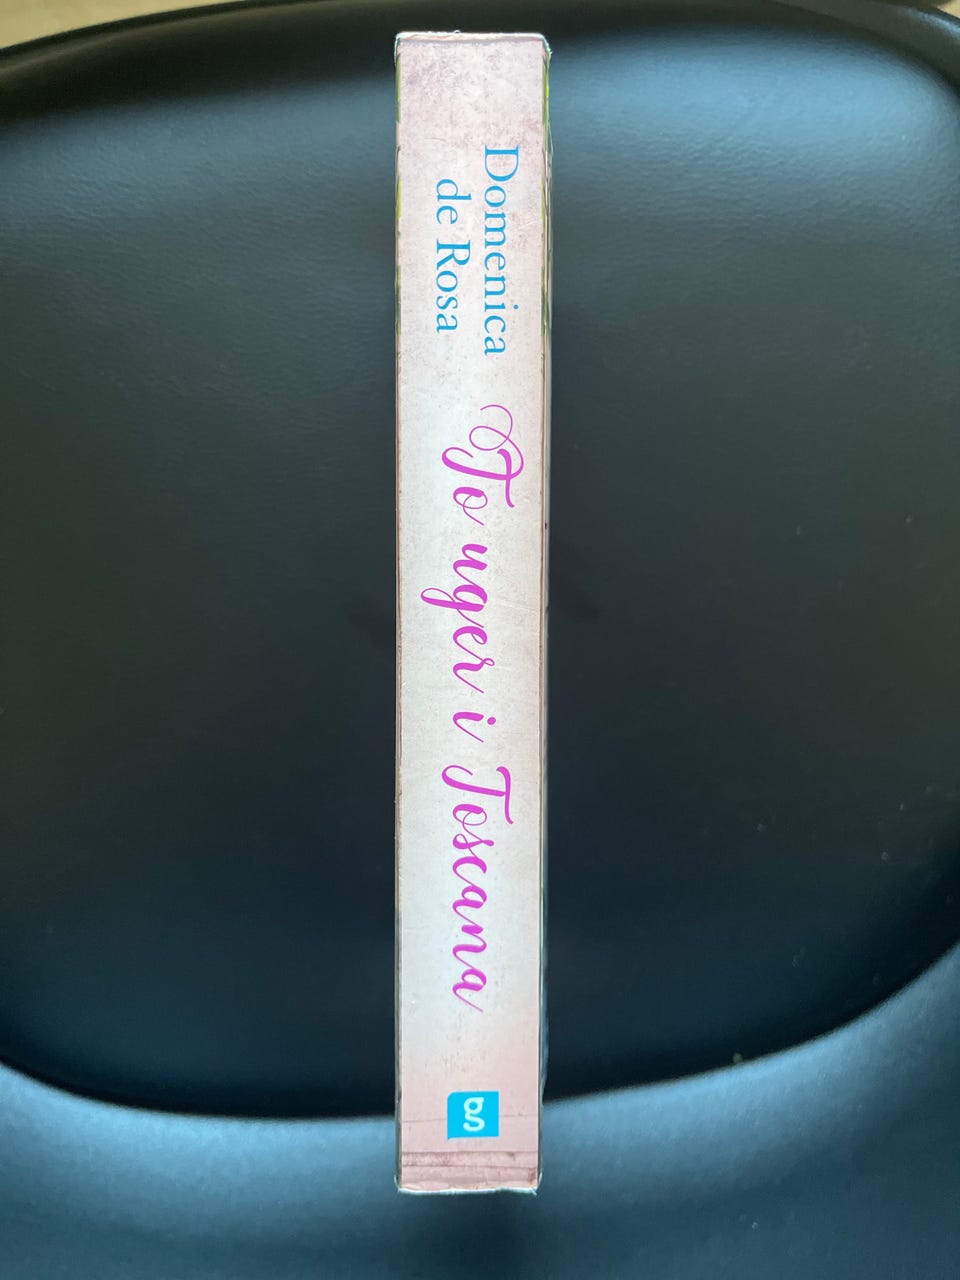 Domenica
de Rosa
To uger i Toscana
g